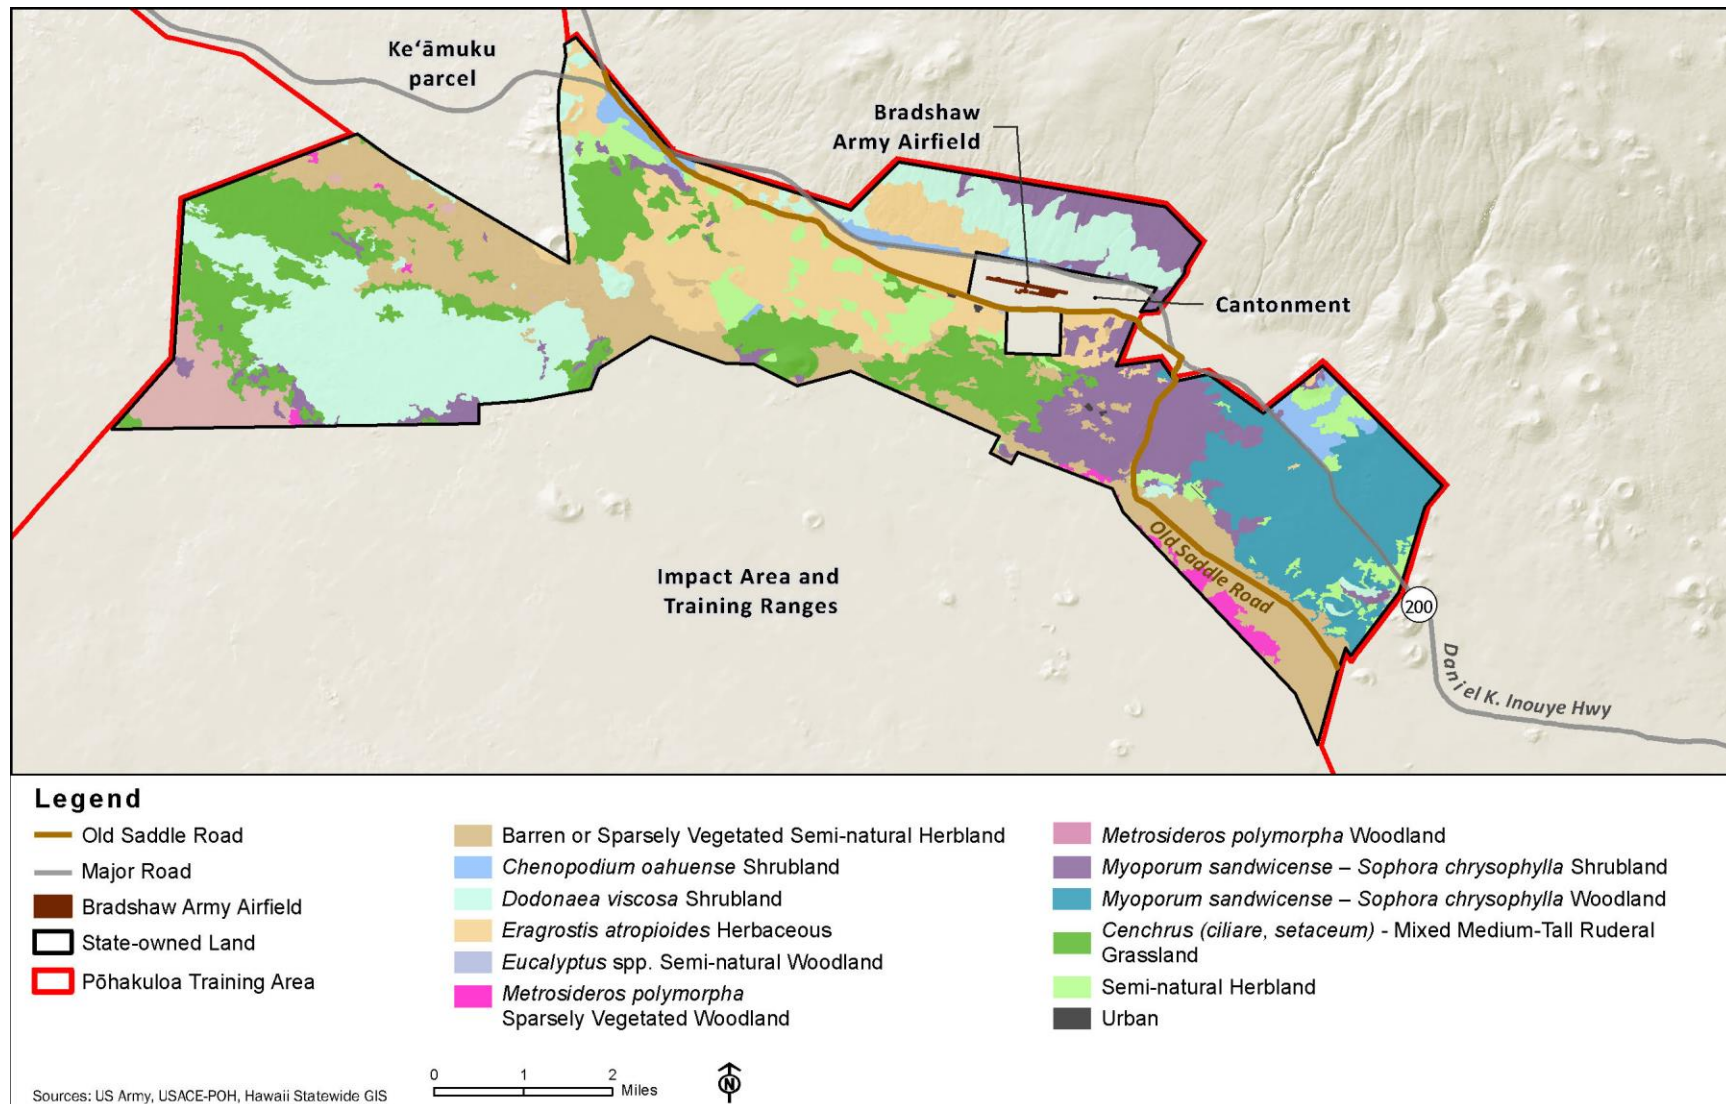 Keʻāmuku
parcel
Bradshaw
Army Airfield
Cantonment
Impact Area and
Training Ranges
Old Saddle Road
200
Daniel K. Inouye Hwy
Legend
Old Saddle Road
Major Road
Bradshaw Army Airfield
State-owned Land
Pōhakuloa Training Area
Barren or Sparsely Vegetated Semi-natural Herbland
Chenopodium oahuense Shrubland
Dodonaea viscosa Shrubland
Eragrostis atropioides Herbaceous
Eucalyptus spp. Semi-natural Woodland
Metrosideros polymorpha
Sparsely Vegetated Woodland
Metrosideros polymorpha Woodland
Myoporum sandwicense – Sophora chrysophylla Shrubland
Myoporum sandwicense – Sophora chrysophylla Woodland
Cenchrus (ciliare, setaceum) - Mixed Medium-Tall Ruderal
Grassland
Semi-natural Herbland
Urban
Sources: US Army, USACE-POH, Hawaii Statewide GIS
0 1 2
Miles
N